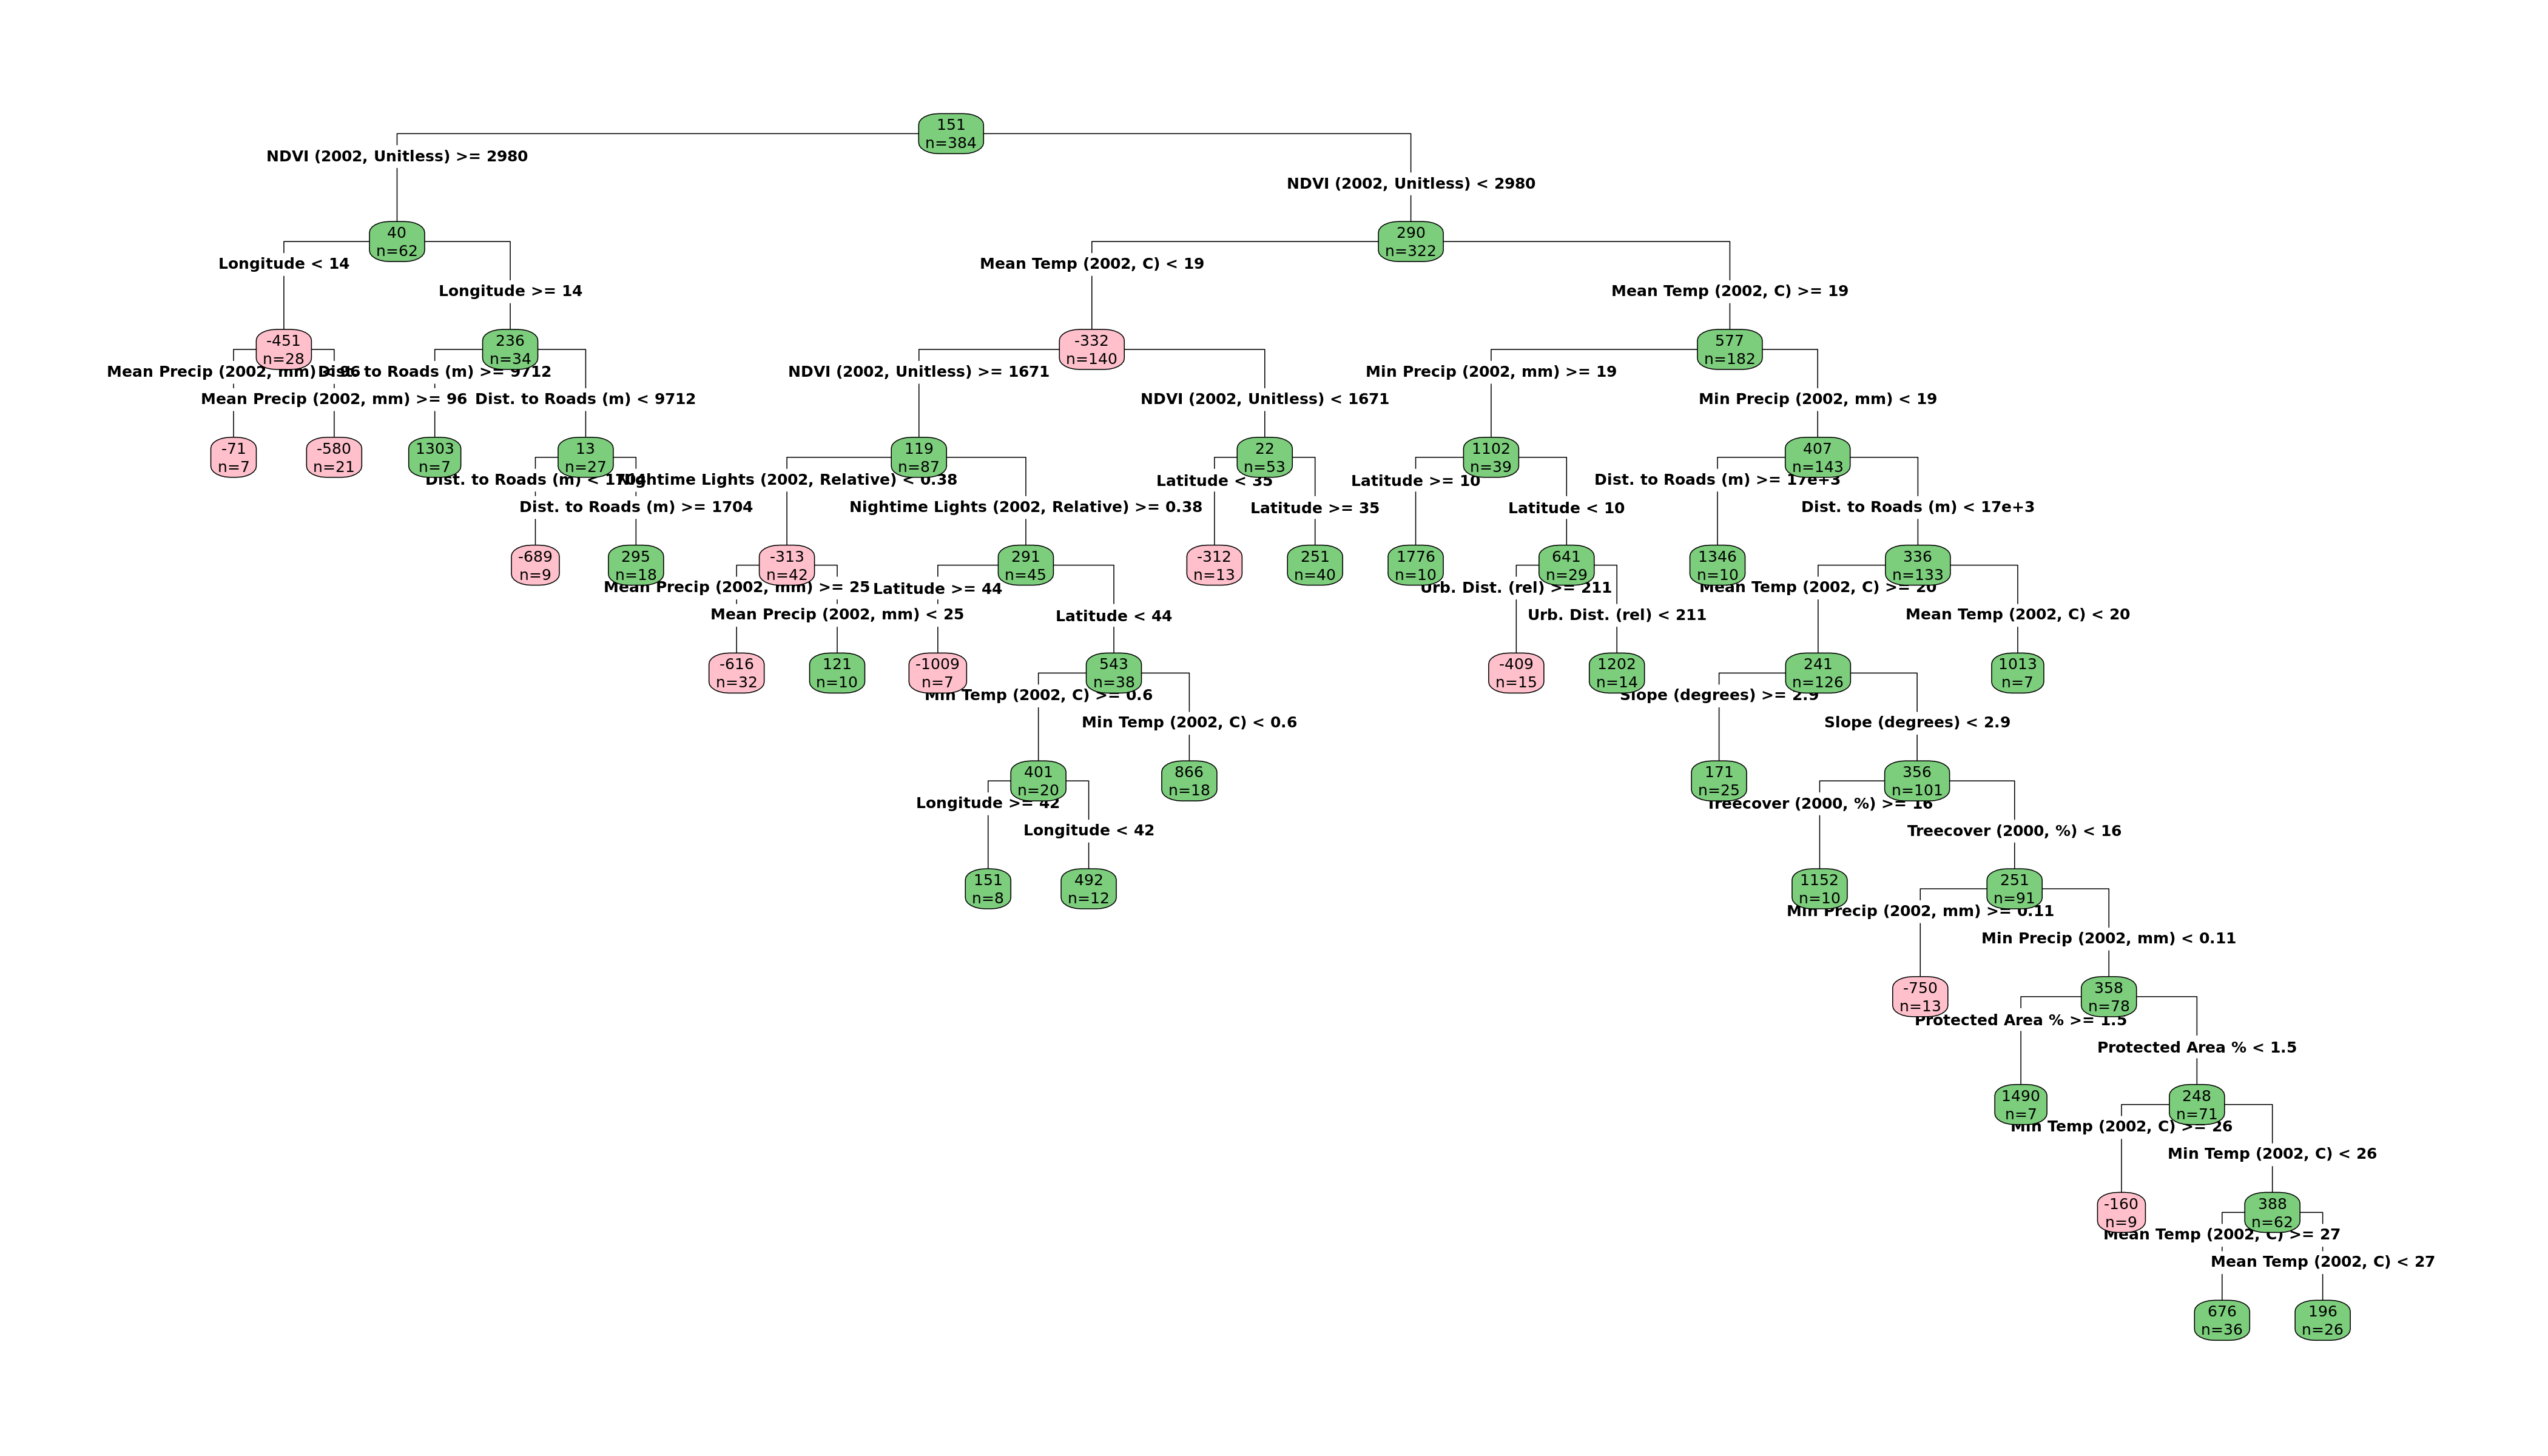 151
n=384
NDVI (2002, Unitless) >= 2980
NDVI (2002, Unitless) < 2980
40
n=62
290
n=322
Longitude < 14
Mean Temp (2002, C) < 19
Longitude >= 14
Mean Temp (2002, C) >= 19
-451
n=28
236
n=34
-332
n=140
577
n=182
Mean Precip (2002, mm) < 96
Dist. to Roads (m) >= 9712
NDVI (2002, Unitless) >= 1671
Min Precip (2002, mm) >= 19
Mean Precip (2002, mm) >= 96
Dist. to Roads (m) < 9712
NDVI (2002, Unitless) < 1671
Min Precip (2002, mm) < 19
-71
n=7
-580
n=21
1303
n=7
13
n=27
119
n=87
22
n=53
1102
n=39
407
n=143
Dist. to Roads (m) < 1704
Nightime Lights (2002, Relative) < 0.38
Latitude < 35
Latitude >= 10
Dist. to Roads (m) >= 17e+3
Dist. to Roads (m) >= 1704
Nightime Lights (2002, Relative) >= 0.38
Latitude >= 35
Latitude < 10
Dist. to Roads (m) < 17e+3
-689
n=9
295
n=18
-313
n=42
291
n=45
-312
n=13
251
n=40
1776
n=10
641
n=29
1346
n=10
336
n=133
Mean Precip (2002, mm) >= 25
Latitude >= 44
Urb. Dist. (rel) >= 211
Mean Temp (2002, C) >= 20
Mean Precip (2002, mm) < 25
Latitude < 44
Urb. Dist. (rel) < 211
Mean Temp (2002, C) < 20
-616
n=32
121
n=10
-1009
n=7
543
n=38
-409
n=15
1202
n=14
241
n=126
1013
n=7
Min Temp (2002, C) >= 0.6
Slope (degrees) >= 2.9
Min Temp (2002, C) < 0.6
Slope (degrees) < 2.9
401
n=20
866
n=18
171
n=25
356
n=101
Longitude >= 42
Treecover (2000, %) >= 16
Longitude < 42
Treecover (2000, %) < 16
151
n=8
492
n=12
1152
n=10
251
n=91
Min Precip (2002, mm) >= 0.11
Min Precip (2002, mm) < 0.11
-750
n=13
358
n=78
Protected Area % >= 1.5
Protected Area % < 1.5
1490
n=7
248
n=71
Min Temp (2002, C) >= 26
Min Temp (2002, C) < 26
-160
n=9
388
n=62
Mean Temp (2002, C) >= 27
Mean Temp (2002, C) < 27
676
n=36
196
n=26